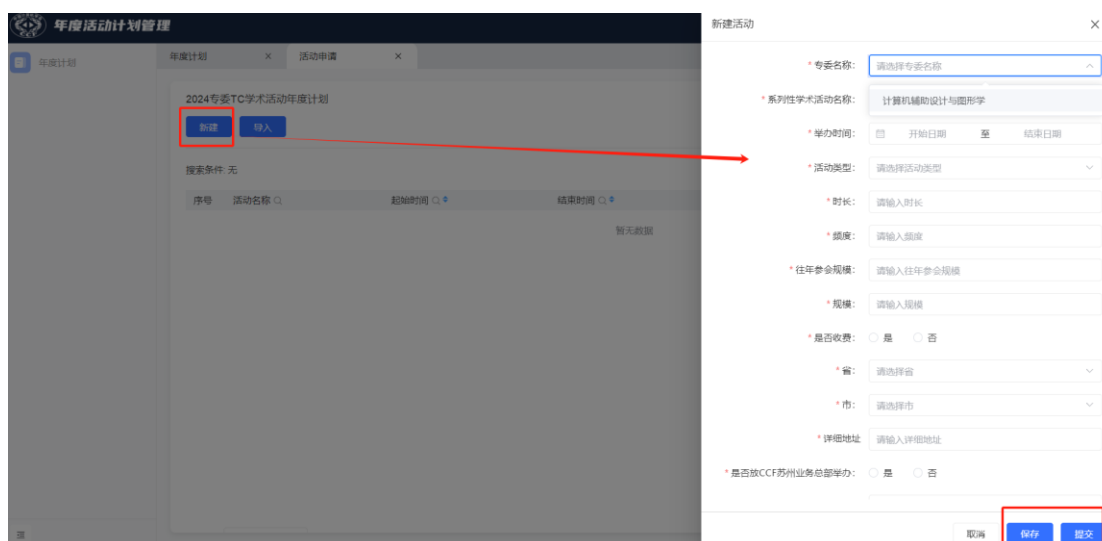 年度活动计划管理
年度计划
年度计划 × 活动申请 ×
2024专委TC学术活动年度计划
新建 导入
搜索条件: 无
序号 活动名称 起始时间 结束时间
暂无数据
新建活动 ×
* 专委名称: 请选择专委名称
* 系列性学术活动名称: 计算机辅助设计与图形学
* 举办时间: 开始日期 至 结束日期
* 活动类型: 请选择活动类型
* 时长: 请输入时长
* 频度: 请输入频度
* 往年参会规模: 请输入往年参会规模
* 规模: 请输入规模
* 是否收费: 是 否
* 省: 请选择省
* 市: 请选择市
* 详细地址 请输入详细地址
* 是否放CCF苏州业务总部举办: 是 否
取消 保存 提交